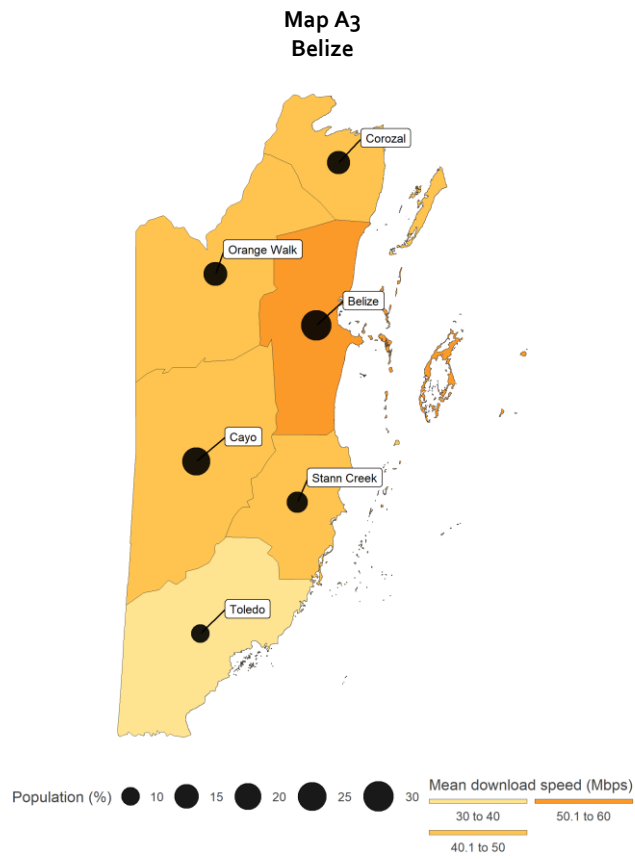 Map A3
Belize
Corozal
Orange Walk
Belize
Cayo
Stann Creek
Toledo
Population (%) 10 15 20 25 30
Mean download speed (Mbps)
30 to 40 50.1 to 60
40.1 to 50